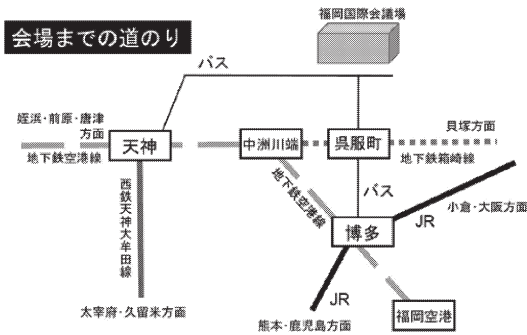 福岡国際会議場
会場までの道のり
バス
姪浜・前原・唐津
方面
天神
中洲川端
呉服町
貝塚方面
地下鉄空港線
地下鉄箱崎線
西鉄天神大牟田線
地下鉄空港線
バス
小倉・大阪方面
JR
博多
JR
福岡空港
太宰府・久留米方面
熊本・鹿児島方面